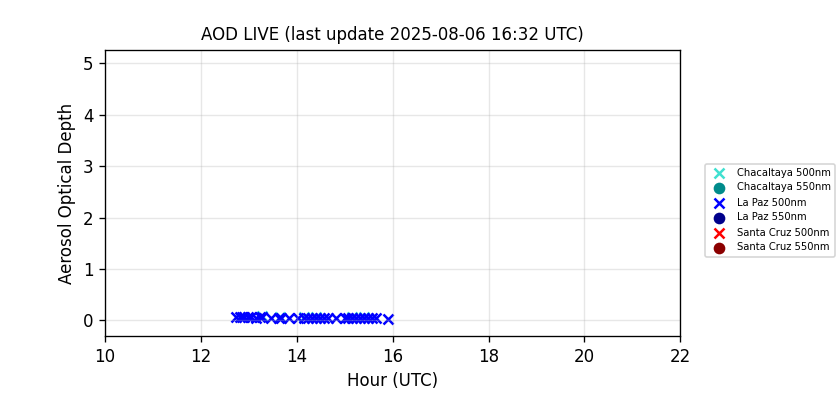 AOD LIVE (last update 2025-08-06 16:32 UTC)
Aerosol Optical Depth
5
4
3
2
1
0
10 12 14 16 18 20 22
Hour (UTC)
Chacaltaya 500nm
Chacaltaya 550nm
La Paz 500nm
La Paz 550nm
Santa Cruz 500nm
Santa Cruz 550nm